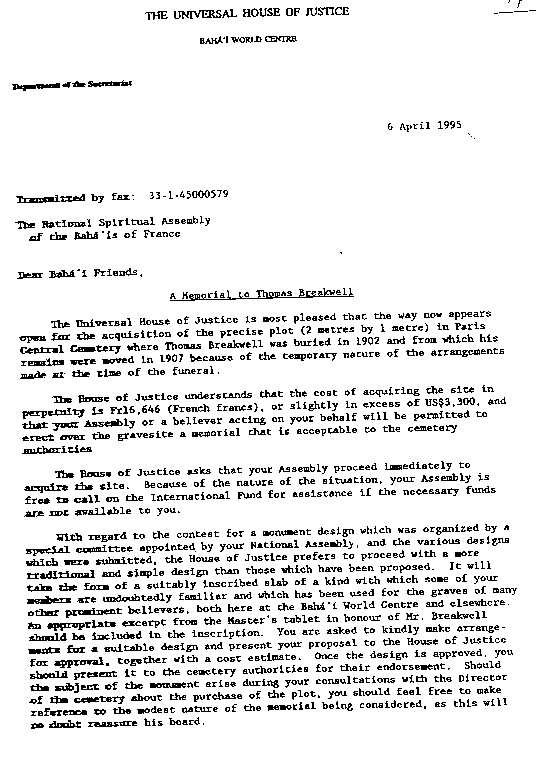 THE UNIVERSAL HOUSE OF JUSTICE
BAHÁ'Í WORLD CENTRE
Department of the Secretariat
6 April 1995
Transmitted by fax: 33-1-45000579
The National Spiritual Assembly
of the Bahá'ís of France
Dear Bahá'í Friends,
A Memorial to Thomas Breakwell
The Universal House of Justice is most pleased that the way now appears
open for the acquisition of the precise plot (2 metres by 1 metre) in Paris
Central Cemetery where Thomas Breakwell was buried in 1902 and from which his
remains were moved in 1907 because of the temporary nature of the arrangements
made at the time of the funeral.
The House of Justice understands that the cost of acquiring the site in
perpetuity is Fr16,646 (French francs), or slightly in excess of US$3,300, and
that your Assembly or a believer acting on your behalf will be permitted to
erect over the gravesite a memorial that is acceptable to the cemetery
authorities
The House of Justice asks that your Assembly proceed immediately to
acquire the site. Because of the nature of the situation, your Assembly is
free to call on the International Fund for assistance if the necessary funds
are not available to you.
With regard to the contest for a monument design which was organized by a
special committee appointed by your National Assembly, and the various designs
which were submitted, the House of Justice prefers to proceed with a more
traditional and simple design than those which have been proposed. It will
take the form of a suitably inscribed slab of a kind with which some of your
members are undoubtedly familiar and which has been used for the graves of many
other prominent believers, both here at the Bahá'í World Centre and elsewhere.
An appropriate excerpt from the Master's tablet in honour of Mr. Breakwell
should be included in the inscription. You are asked to kindly make arrange-
ments for a suitable design and present your proposal to the House of Justice
for approval, together with a cost estimate. Once the design is approved, you
should present it to the cemetery authorities for their endorsement. Should
the subject of the monument arise during your consultations with the Director
of the cemetery about the purchase of the plot, you should feel free to make
reference to the modest nature of the memorial being considered, as this will
no doubt reassure his board.